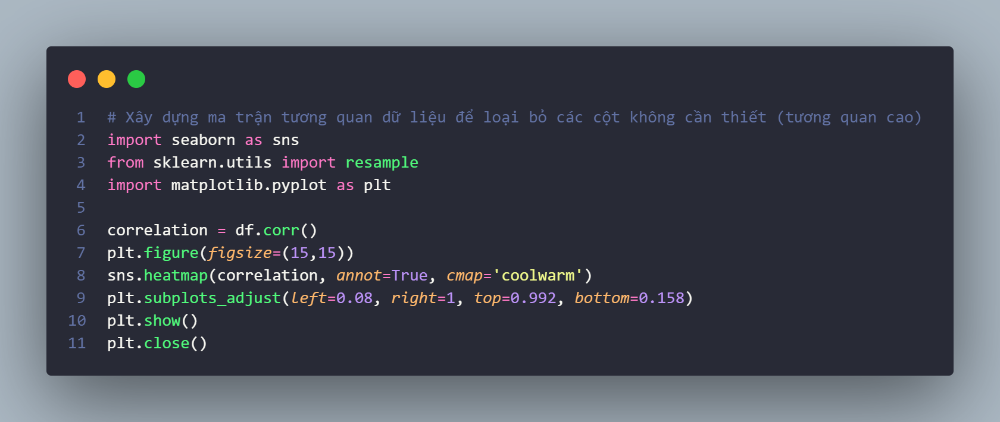 1 # Xây dựng ma trận tương quan dữ liệu để loại bỏ các cột không cần thiết (tương quan cao)
2 import seaborn as sns
3 from sklearn.utils import resample
4 import matplotlib.pyplot as plt
5
6 correlation = df.corr()
7 plt.figure(figsize=(15,15))
8 sns.heatmap(correlation, annot=True, cmap='coolwarm')
9 plt.subplots_adjust(left=0.08, right=1, top=0.992, bottom=0.158)
10 plt.show()
11 plt.close()